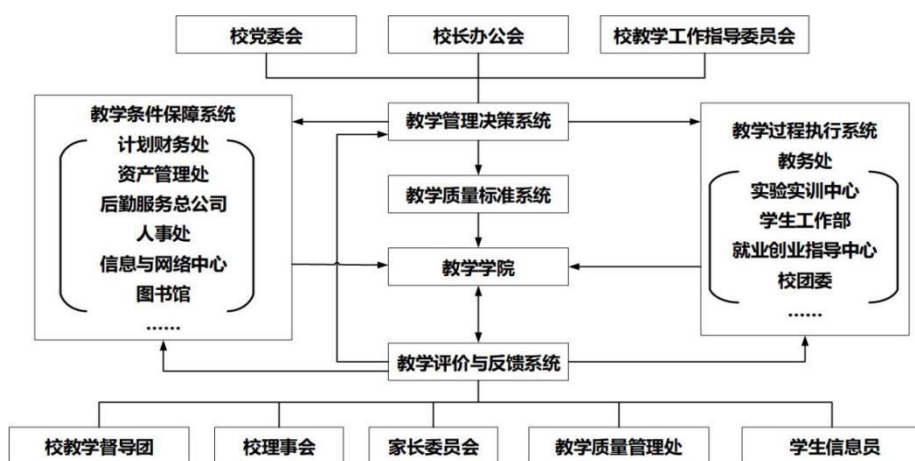 校党委会
校长办公会
校教学工作指导委员会
教学条件保障系统
计划财务处
资产管理处
后勤服务总公司
人事处
信息与网络中心
图书馆
......
教学管理决策系统
教学质量标准系统
教学学院
教学评价与反馈系统
教学过程执行系统
教务处
实验实训中心
学生工作部
就业创业指导中心
校团委
......
校教学督导团
校理事会
家长委员会
教学质量管理处
学生信息员